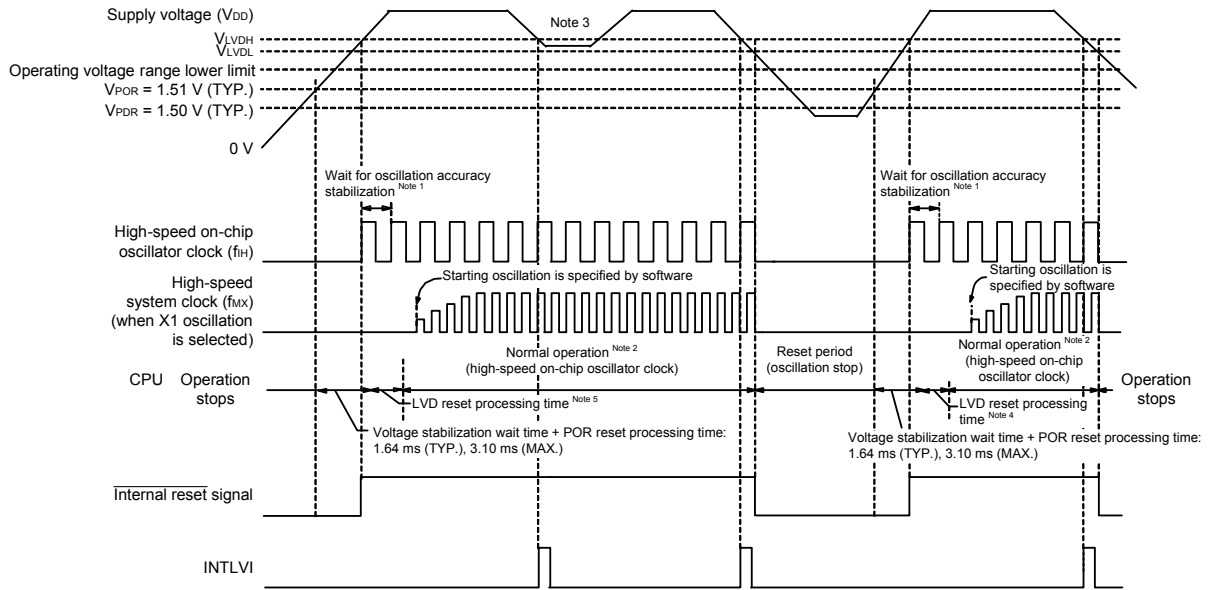 Supply voltage (VDD)
Note 3
VLVDH
VLVDL
Operating voltage range lower limit
VPOR = 1.51 V (TYP.)
VPDR = 1.50 V (TYP.)
0 V
Wait for oscillation accuracy
stabilization Note 1
Wait for oscillation accuracy
stabilization Note 1
High-speed on-chip
oscillator clock (fIH)
Starting oscillation is specified by software
Starting oscillation is
specified by software
High-speed
system clock (fMX)
(when X1 oscillation
is selected)
Normal operation Note 2
(high-speed on-chip oscillator clock)
Reset period
(oscillation stop)
Normal operation Note 2
(high-speed on-chip
oscillator clock)
CPU Operation
stops
Operation
stops
LVD reset processing time Note 5
LVD reset processing
time Note 4
Voltage stabilization wait time + POR reset processing time:
1.64 ms (TYP.), 3.10 ms (MAX.)
Voltage stabilization wait time + POR reset processing time:
1.64 ms (TYP.), 3.10 ms (MAX.)
Internal reset signal
INTLVI